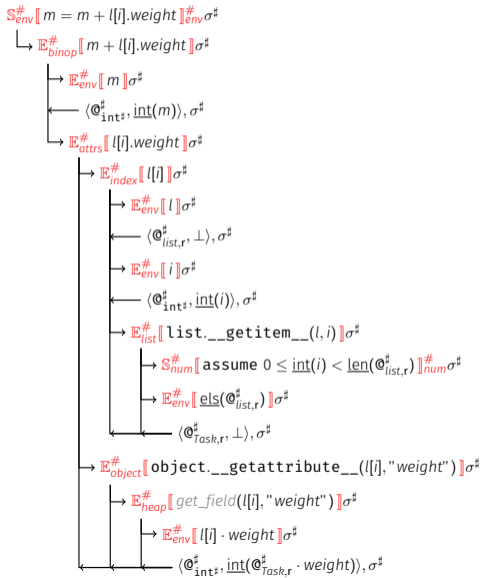 𝕊#env⟦ m = m + l[i].weight ⟧#env σ♯
𝔼#binop⟦ m + l[i].weight ⟧σ♯
𝔼#env⟦ m ⟧σ♯
⟨@♯int♯, int(m)⟩, σ♯
𝔼#attrs⟦ l[i].weight ⟧σ♯
𝔼#index⟦ l[i] ⟧σ♯
𝔼#env⟦ l ⟧σ♯
⟨@♯list,r, ⊥⟩, σ♯
𝔼#env⟦ i ⟧σ♯
⟨@♯int♯, int(i)⟩, σ♯
𝔼#list⟦ list.__getitem__(l, i) ⟧σ♯
𝕊#num⟦ assume 0 ≤ int(i) < len(@♯list,r) ⟧#num σ♯
𝔼#env⟦ els(@♯list,r) ⟧σ♯
⟨@♯Task,r, ⊥⟩, σ♯
𝔼#object⟦ object.__getattribute__(l[i], "weight") ⟧σ♯
𝔼#heap⟦ get_field(l[i], "weight") ⟧σ♯
𝔼#env⟦ l[i] · weight ⟧σ♯
⟨@♯int♯, int(@♯Task,r · weight)⟩, σ♯